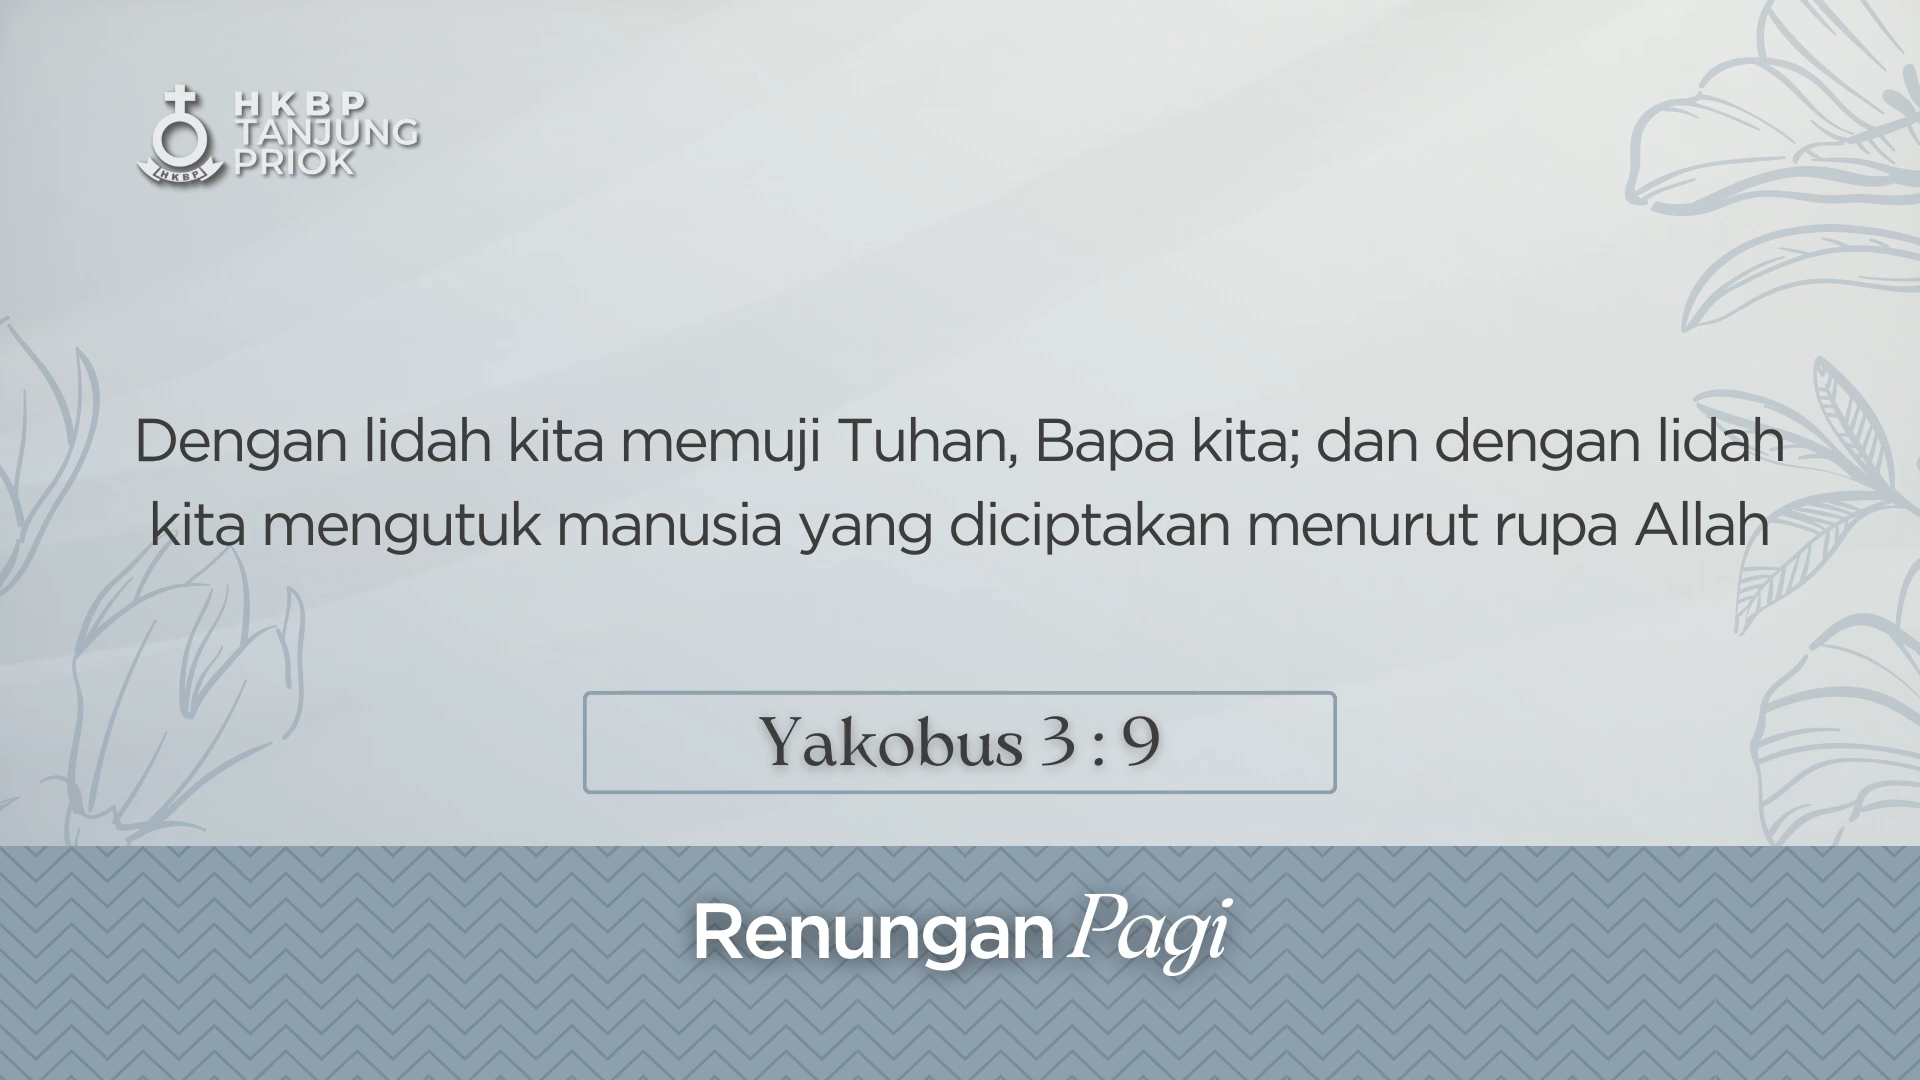 HKBP
TANJUNG
PRIOK
HKBP
Dengan lidah kita memuji Tuhan, Bapa kita; dan dengan lidah
kita mengutuk manusia yang diciptakan menurut rupa Allah
Yakobus 3 : 9
Renungan Pagi